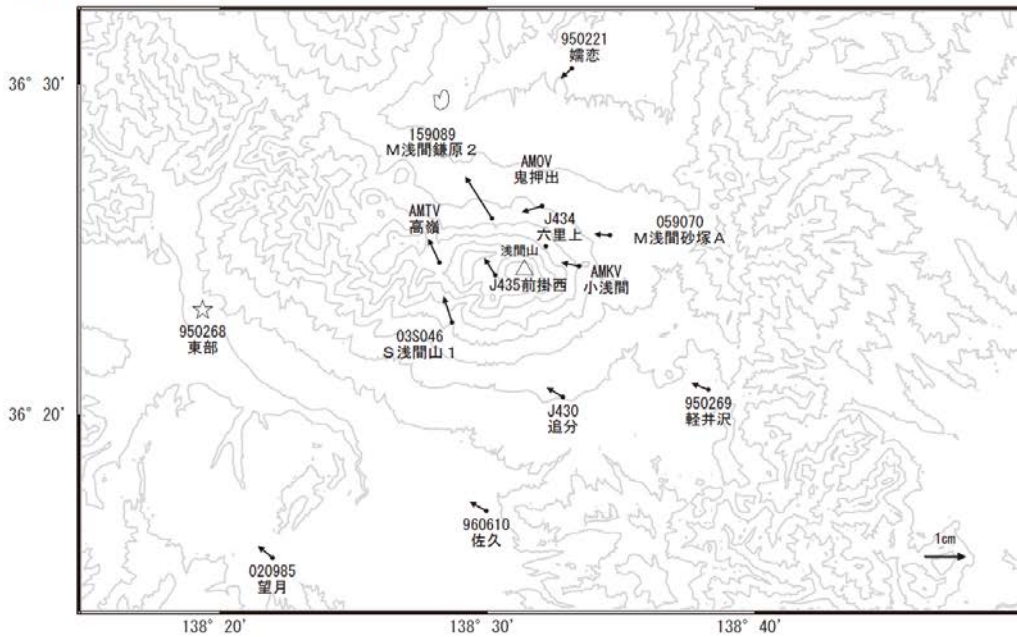 950221
嬬恋
36° 30'
159089
M浅間鎌原2
AMOV
鬼押出
AMTV
高嶺
J434
六里上
059070
M浅間砂塚A
浅間山
AMKV
小浅間
J435前掛西
950268
東部
03S046
S浅間山1
36° 20'
J430
追分
950269
軽井沢
960610
佐久
020985
望月
1cm
138° 20'
138° 30'
138° 40'